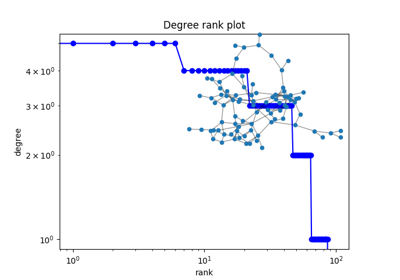 Degree rank plot
degree
4 × 10⁰
3 × 10⁰
2 × 10⁰
10⁰
10⁰
10¹
10²
rank